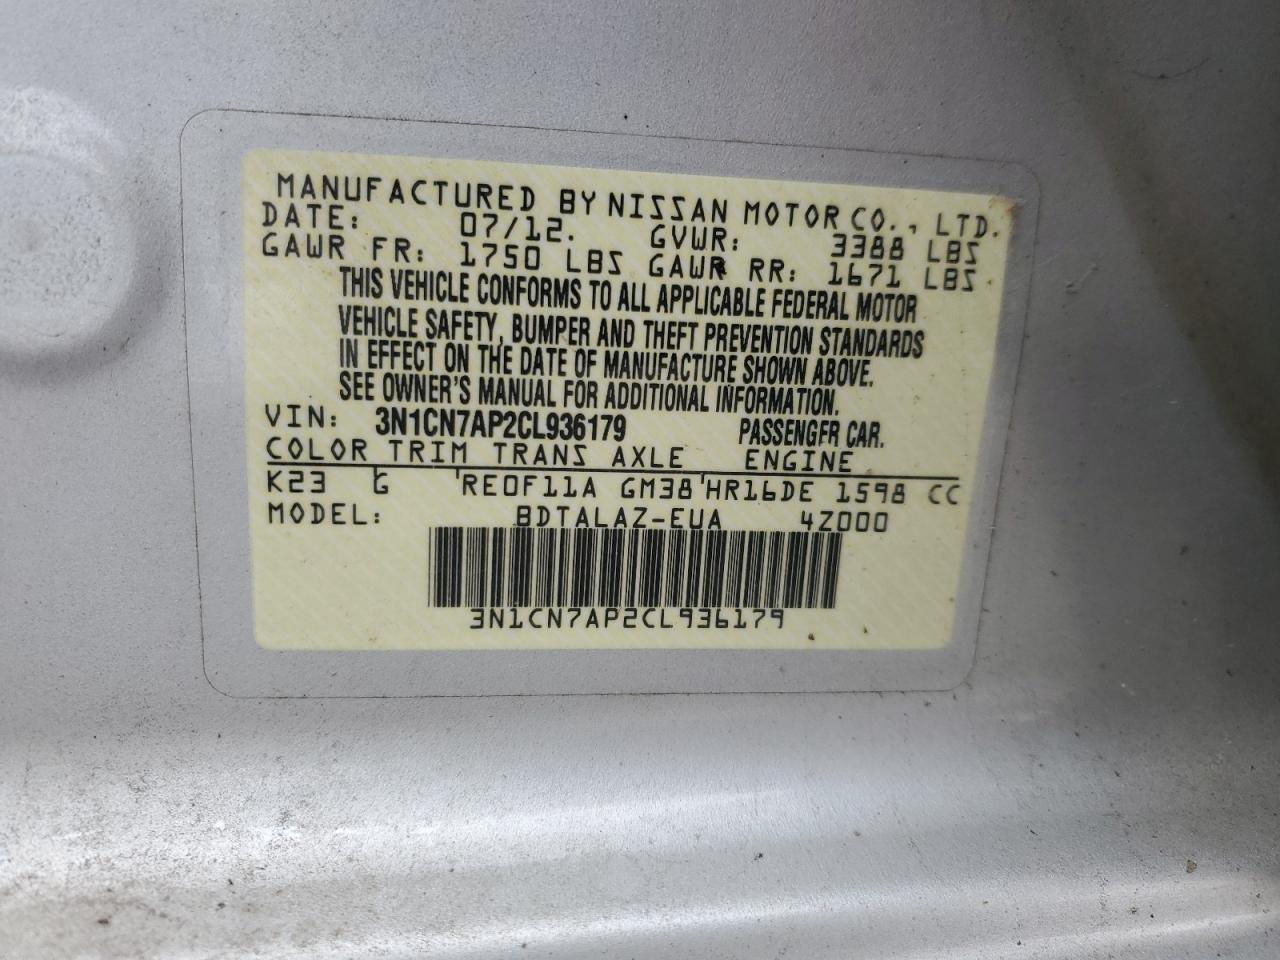 MANUFACTURED BY NISSAN MOTOR CO., LTD.
DATE: 07/12. GVWR: 3388 LBS
GAWR FR: 1750 LBS GAWR RR: 1671 LBS
THIS VEHICLE CONFORMS TO ALL APPLICABLE FEDERAL MOTOR
VEHICLE SAFETY, BUMPER AND THEFT PREVENTION STANDARDS
IN EFFECT ON THE DATE OF MANUFACTURE SHOWN ABOVE.
SEE OWNER'S MANUAL FOR ADDITIONAL INFORMATION.
VIN: 3N1CN7AP2CL936179 PASSENGER CAR.
COLOR TRIM TRANS AXLE ENGINE
K23 G RE0F11A GM38 HR16DE 1598 CC
MODEL: BDTALAZ-EUA 4Z000
3N1CN7AP2CL936179